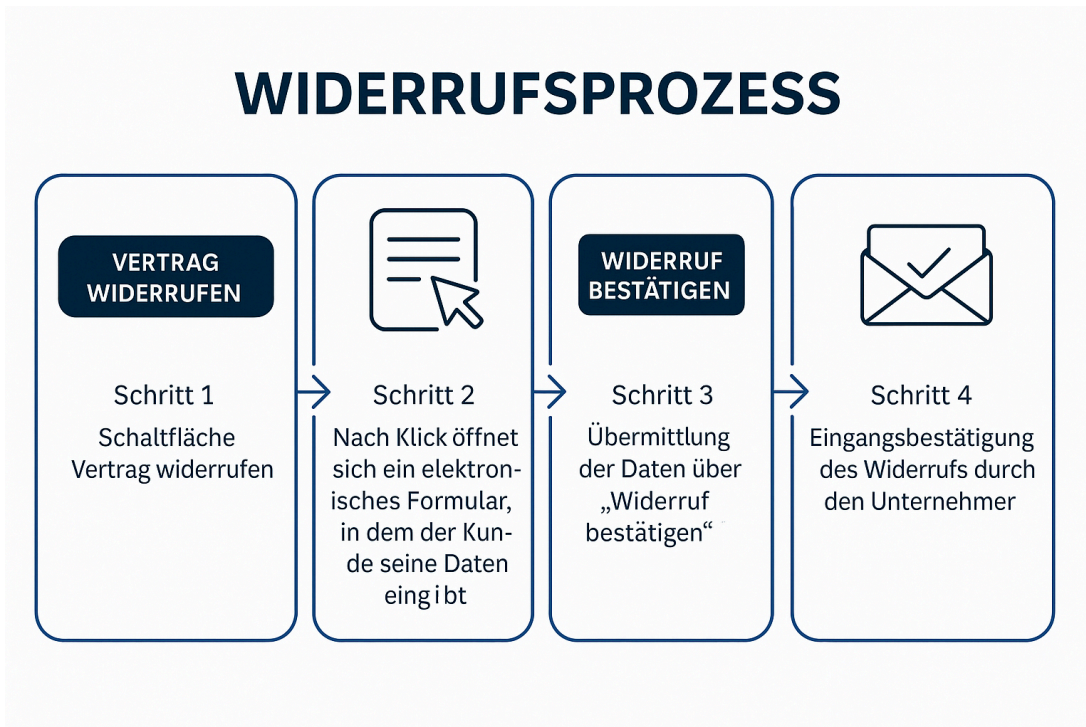 WIDERRUFSPROZESS
VERTRAG
WIDERRUFEN
Schritt 1
Schaltfläche
Vertrag widerrufen
Schritt 2
Nach Klick öffnet
sich ein elektron-
isches Formular,
in dem der Kun-
de seine Daten
eingibt
WIDERRUF
BESTÄTIGEN
Schritt 3
Übermittlung
der Daten über
„Widerruf
bestätigen“
Schritt 4
Eingangsbestätigung
des Widerrufs durch
den Unternehmer